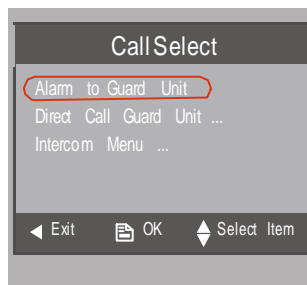 Call Select
Alarm to Guard Unit
Direct Call Guard Unit ...
Intercom Menu ...
Exit OK Select Item